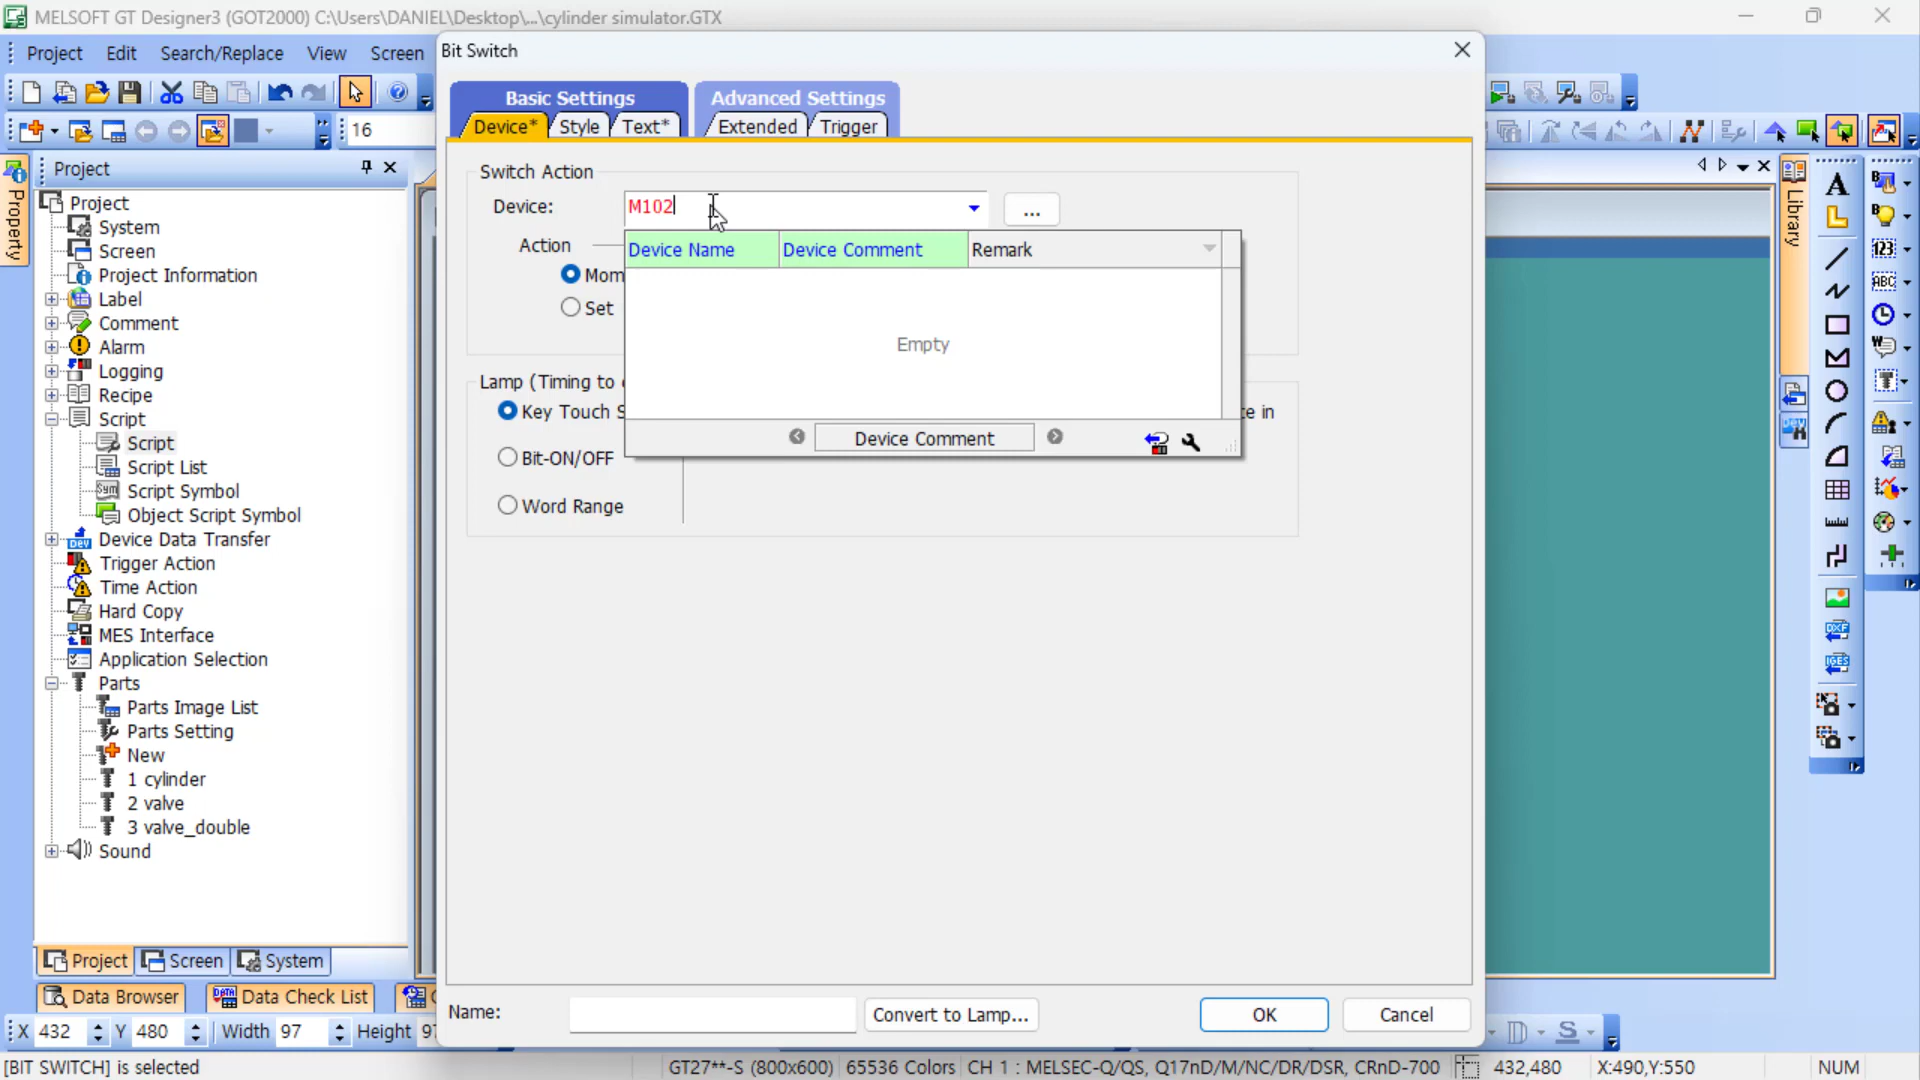 MELSOFT GT Designer3 (GOT2000) C:\Users\DANIEL\Desktop\...\cylinder simulator.GTX
Project Edit Search/Replace View Screen
Bit Switch
Basic Settings Advanced Settings
Device* Style Text* Extended Trigger
16
Project
Property
Library
Switch Action
Device: M102 ...
Device Name Device Comment Remark
Action
Mom
Set
Empty
Lamp (Timing to
Key Touch S
ce in
Device Comment
Bit-ON/OFF
Word Range
Project
System
Screen
Project Information
Label
Comment
Alarm
Logging
Recipe
Script
Script
Script List
Script Symbol
Object Script Symbol
Device Data Transfer
Trigger Action
Time Action
Hard Copy
MES Interface
Application Selection
Parts
Parts Image List
Parts Setting
New
1 cylinder
2 valve
3 valve_double
Sound
Project Screen System
Data Browser Data Check List
Name: Convert to Lamp... OK Cancel
X 432 Y 480 Width 97 Height 97
[BIT SWITCH] is selected GT27**-S (800x600) 65536 Colors CH 1 : MELSEC-Q/QS, Q17nD/M/NC/DR/DSR, CRnD-700 432,480 X:490,Y:550 NUM